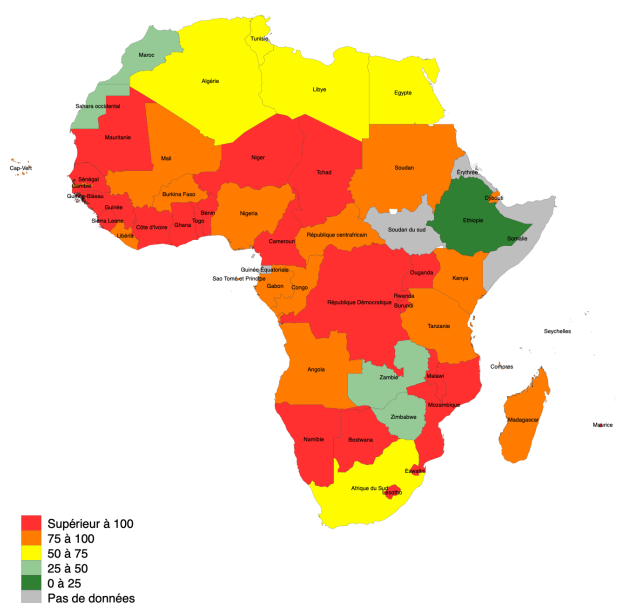 Tunisie
Maroc
Algérie
Libye
Egypte
Sahara occidental
Mauritanie
Mali
Niger
Tchad
Soudan
Erythrée
Cap-Vert
Sénégal
Gambie
Guinée-Bissau
Burkina Faso
Djibouti
Guinée
Bénin
Nigeria
Ethiopie
Sierra Leone
Côte d'Ivoire
Ghana
Togo
République centrafricain
Soudan du sud
Libéria
Cameroun
Somalie
Guinée-Équatoriale
Ouganda
Sao Tomé-et Principe
Gabon
Congo
Kenya
Rwanda
République Démocratique
Burundi
Tanzanie
Seychelles
Comores
Angola
Zambie
Malawi
Mozambique
Zimbabwe
Madagascar
Maurice
Namibie
Bostwana
Eswatini
Afrique du Sud
Lesotho
Supérieur à 100
75 à 100
50 à 75
25 à 50
0 à 25
Pas de données